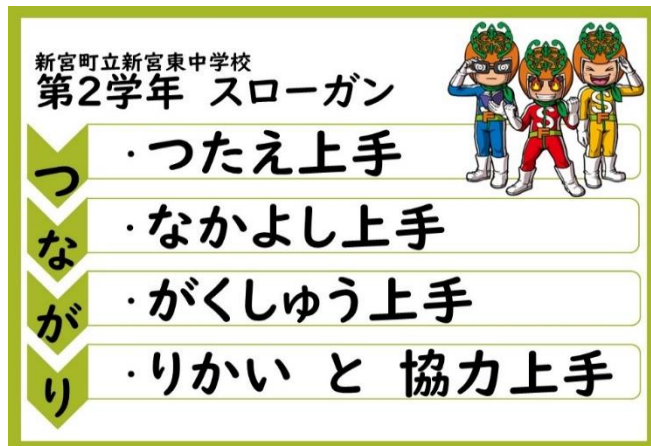 新宮町立新宮東中学校
第2学年 スローガン
つ ・つたえ上手
な ・なかよし上手
が ・がくしゅう上手
り ・りかい と 協力上手
S
S